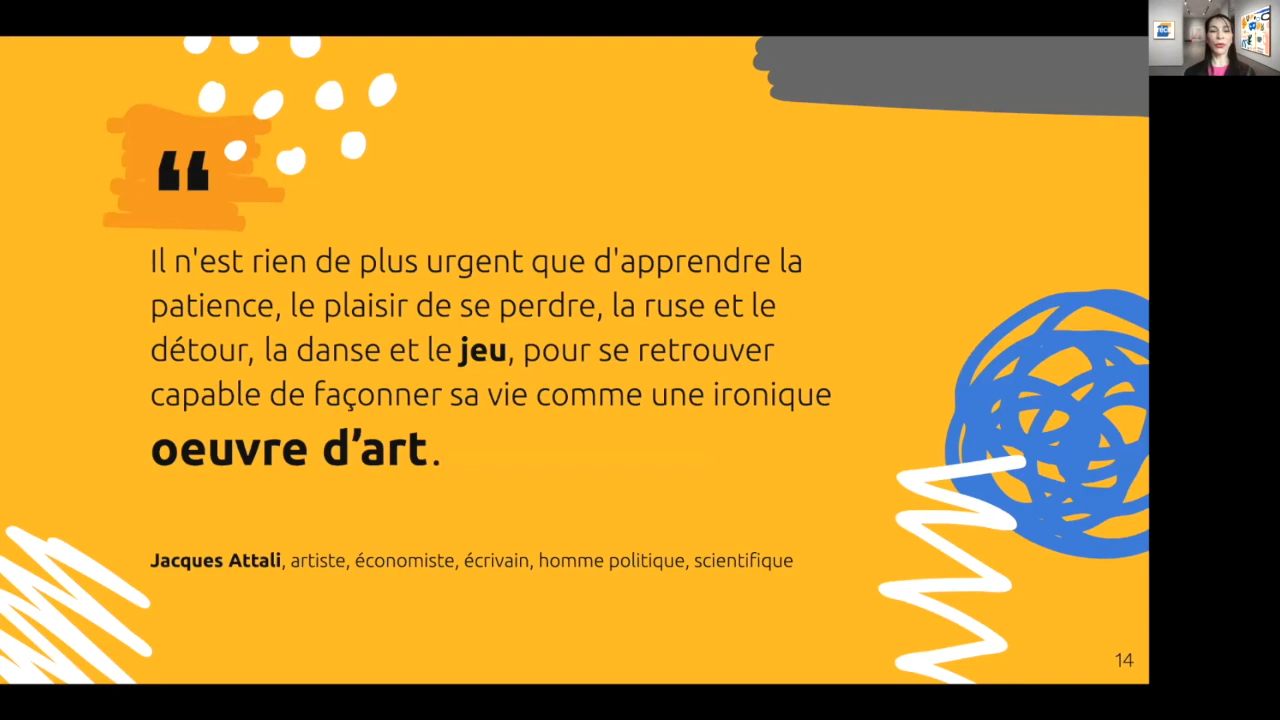 “
Il n'est rien de plus urgent que d'apprendre la
patience, le plaisir de se perdre, la ruse et le
détour, la danse et le jeu, pour se retrouver
capable de façonner sa vie comme une ironique
oeuvre d’art.
Jacques Attali, artiste, économiste, écrivain, homme politique, scientifique
14